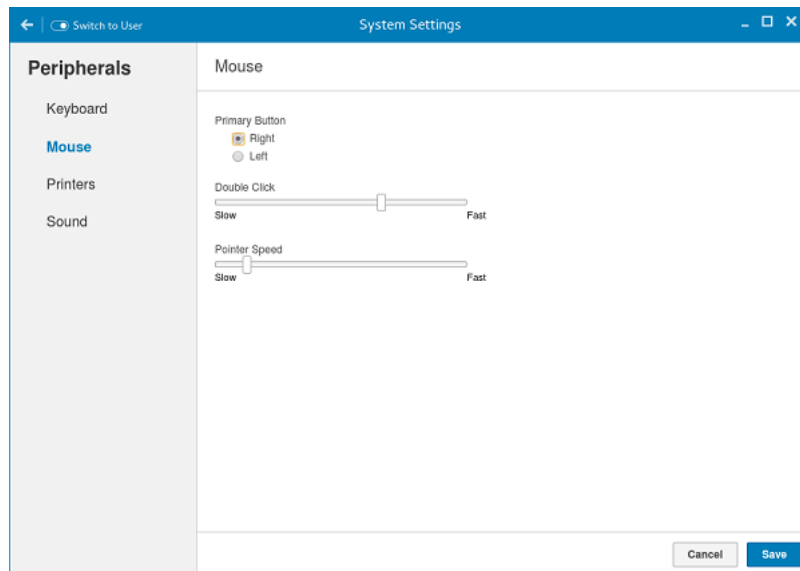 Switch to User
System Settings
Peripherals
Keyboard
Mouse
Printers
Sound
Mouse
Primary Button
Right
Left
Double Click
Slow Fast
Pointer Speed
Slow Fast
Cancel Save